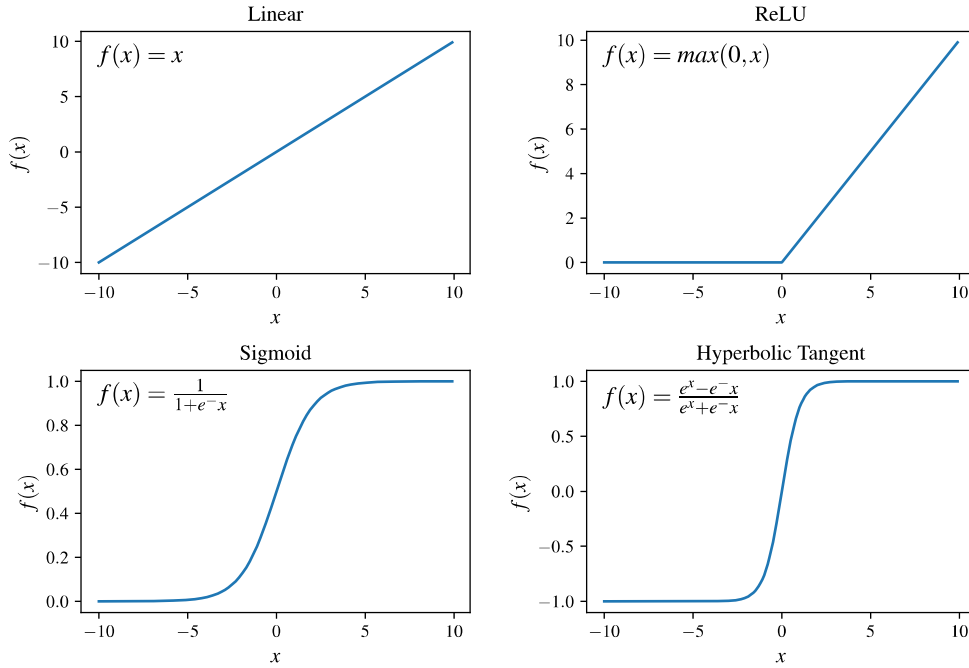 Linear
f(x) = x
10
5
0
−5
−10
f(x)
−10 −5 0 5 10
x
ReLU
f(x) = max(0, x)
10
8
6
4
2
0
f(x)
−10 −5 0 5 10
x
Sigmoid
f(x) = 1/(1+e⁻x)
1.0
0.8
0.6
0.4
0.2
0.0
f(x)
−10 −5 0 5 10
x
Hyperbolic Tangent
f(x) = (eˣ−e⁻x)/(eˣ+e⁻x)
1.0
0.5
0.0
−0.5
−1.0
f(x)
−10 −5 0 5 10
x